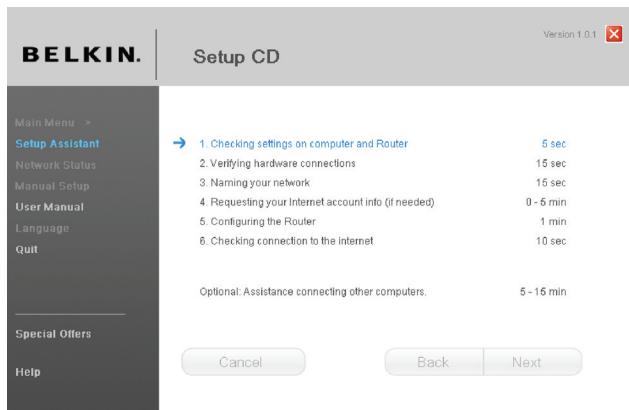 Version 1.0.1
BELKIN.
Setup CD
Main Menu >
Setup Assistant
Network Status
Manual Setup
User Manual
Language
Quit
Special Offers
Help
1. Checking settings on computer and Router 5 sec
2. Verifying hardware connections 15 sec
3. Naming your network 15 sec
4. Requesting your Internet account info (if needed) 0 - 5 min
5. Configuring the Router 1 min
6. Checking connection to the internet 10 sec
Optional: Assistance connecting other computers. 5 - 15 min
Cancel
Back
Next